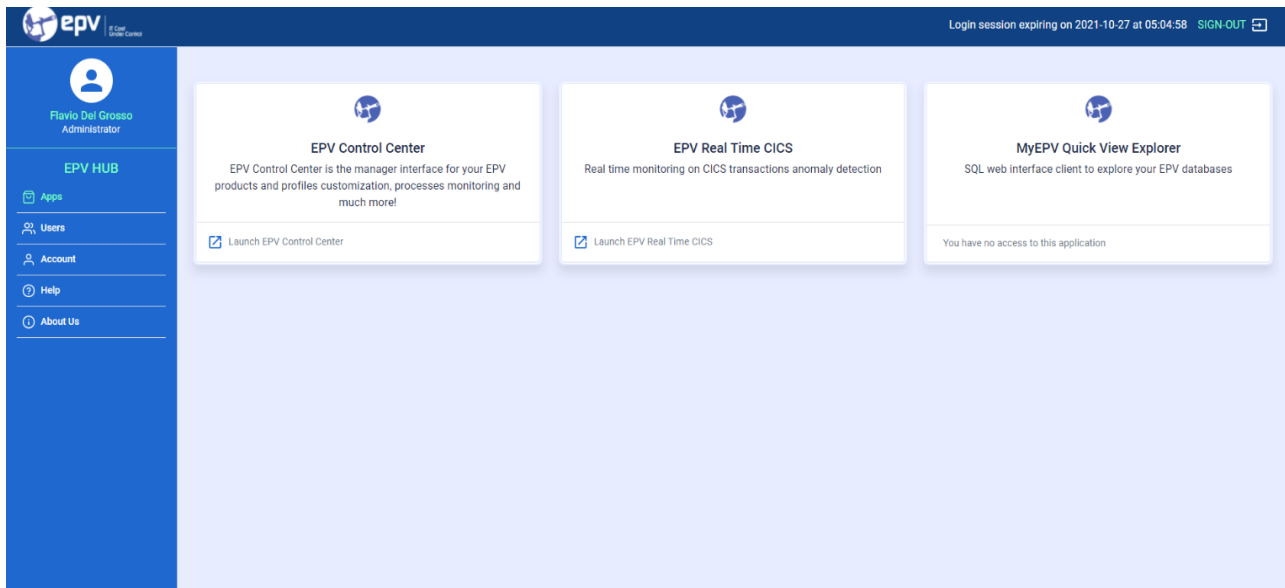 epv IT Cost
Under Control
Login session expiring on 2021-10-27 at 05:04:58 SIGN-OUT
Flavio Del Grosso
Administrator
EPV HUB
Apps
Users
Account
Help
About Us
EPV Control Center
EPV Control Center is the manager interface for your EPV
products and profiles customization, processes monitoring and
much more!
Launch EPV Control Center
EPV Real Time CICS
Real time monitoring on CICS transactions anomaly detection
Launch EPV Real Time CICS
MyEPV Quick View Explorer
SQL web interface client to explore your EPV databases
You have no access to this application